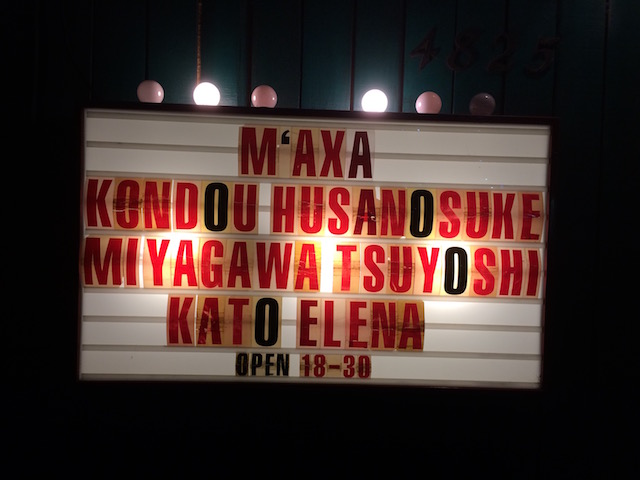 4825
M'AXA
KONDOU HUSANOSUKE
MIYAGAWA TSUYOSHI
KATO ELENA
OPEN 18-30